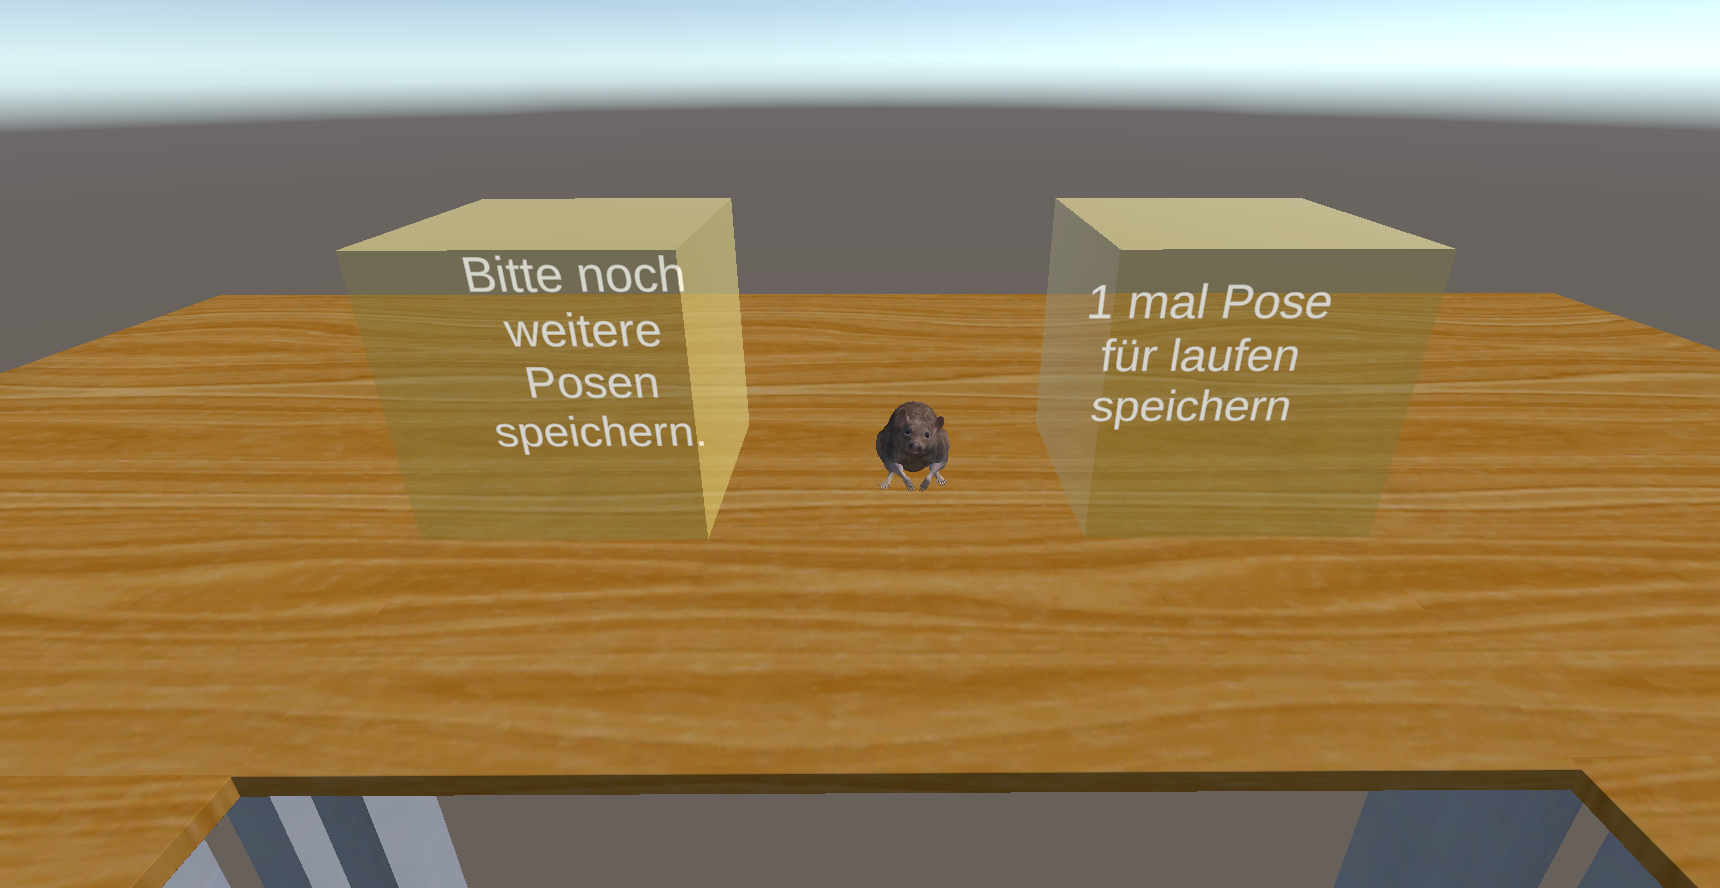 Bitte noch
weitere
Posen
speichern.
1 mal Pose
für laufen
speichern